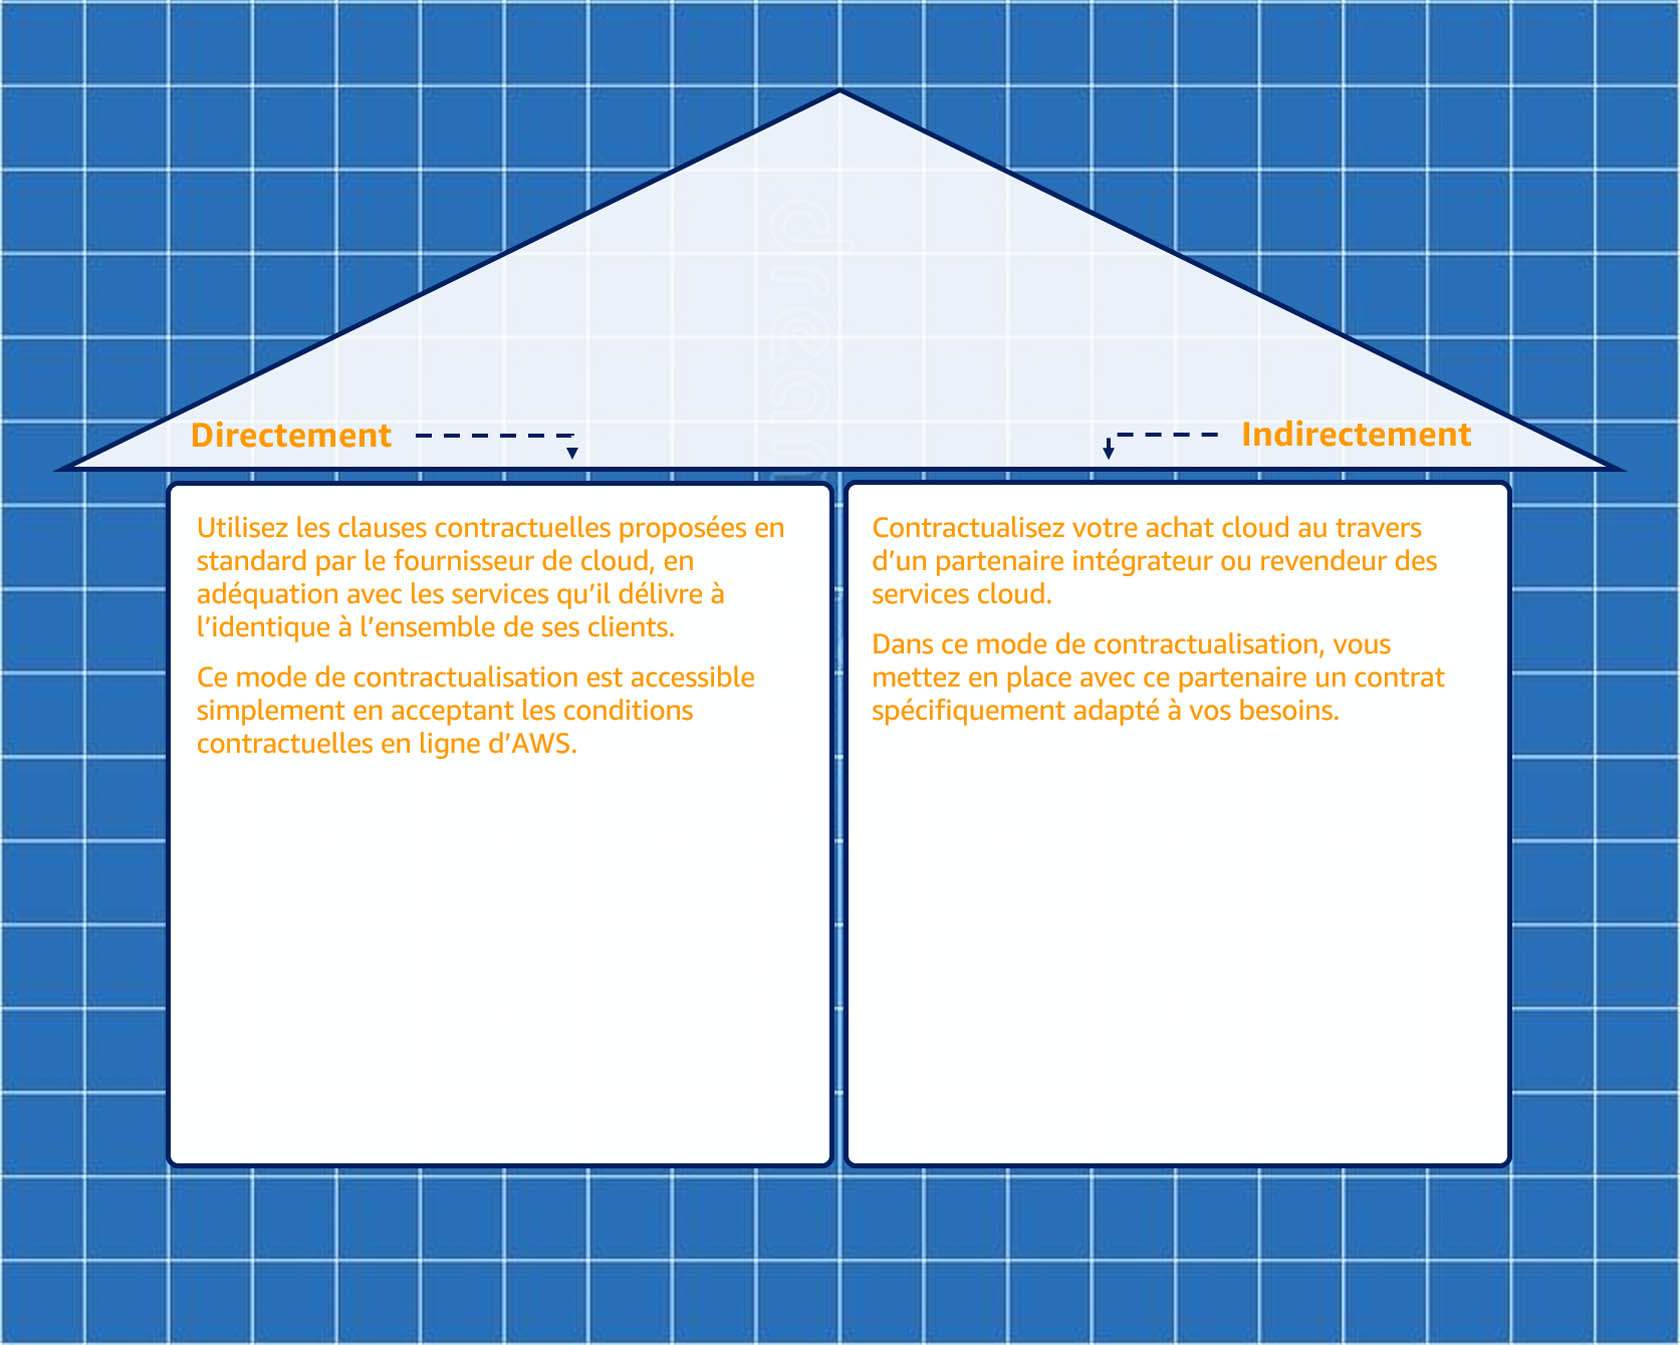 Directement
Indirectement
Utilisez les clauses contractuelles proposées en
standard par le fournisseur de cloud, en
adéquation avec les services qu’il délivre à
l’identique à l’ensemble de ses clients.
Ce mode de contractualisation est accessible
simplement en acceptant les conditions
contractuelles en ligne d’AWS.
Contractualisez votre achat cloud au travers
d’un partenaire intégrateur ou revendeur des
services cloud.
Dans ce mode de contractualisation, vous
mettez en place avec ce partenaire un contrat
spécifiquement adapté à vos besoins.